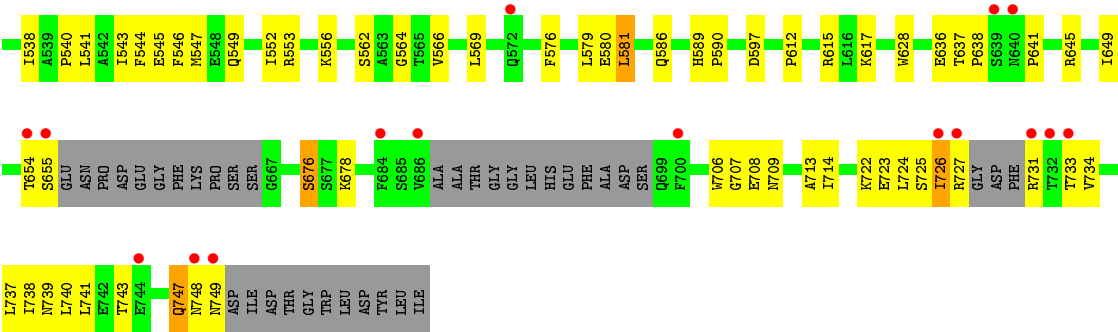 I538 A539 P540 L541 A542 I543 F544 E545 F546 M547 E548 Q549 I552 R553 K556 S562 A563 G564 T565 V566 L569 Q572 F576 L579 E580 L581 Q586 H589 P590 D597 P612 R615 L616 K617 W628 E636 T637 P638 S639 N640 P641 R645 I649
T654 S655 GLU ASN PRO ASP GLU GLY PHE LYS PRO SER SER G667 S676 S677 K678 F684 S685 V686 ALA ALA THR GLY GLY LEU HIS GLU PHE ALA ASP SER Q699 F700 W706 G707 E708 N709 A713 I714 K722 E723 L724 S725 I726 R727 GLY ASP PHE R731 T732 T733 V734
L737 I738 N739 L740 L741 E742 T743 E744 Q747 N748 N749 ASP ILE ASP THR GLY TRP LEU ASP TYR LEU ILE